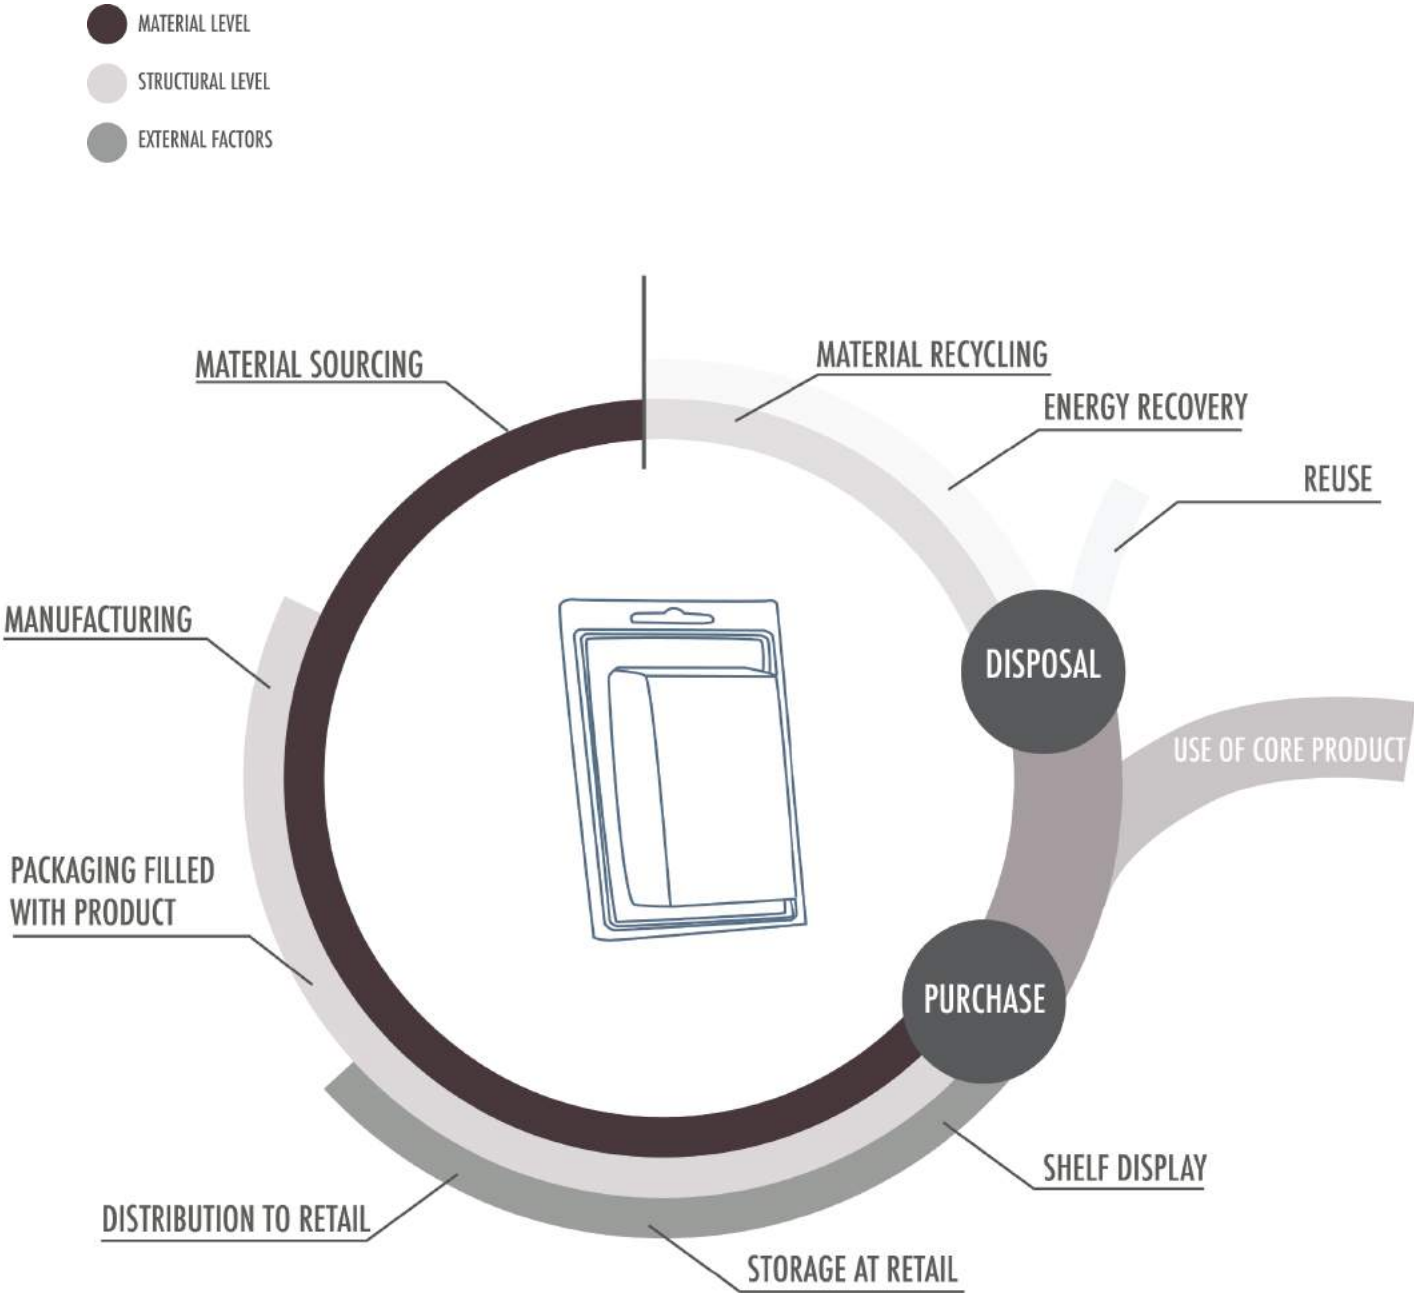 MATERIAL LEVEL
STRUCTURAL LEVEL
EXTERNAL FACTORS
MATERIAL SOURCING
MATERIAL RECYCLING
ENERGY RECOVERY
REUSE
MANUFACTURING
DISPOSAL
USE OF CORE PRODUCT
PACKAGING FILLED
WITH PRODUCT
PURCHASE
SHELF DISPLAY
DISTRIBUTION TO RETAIL
STORAGE AT RETAIL